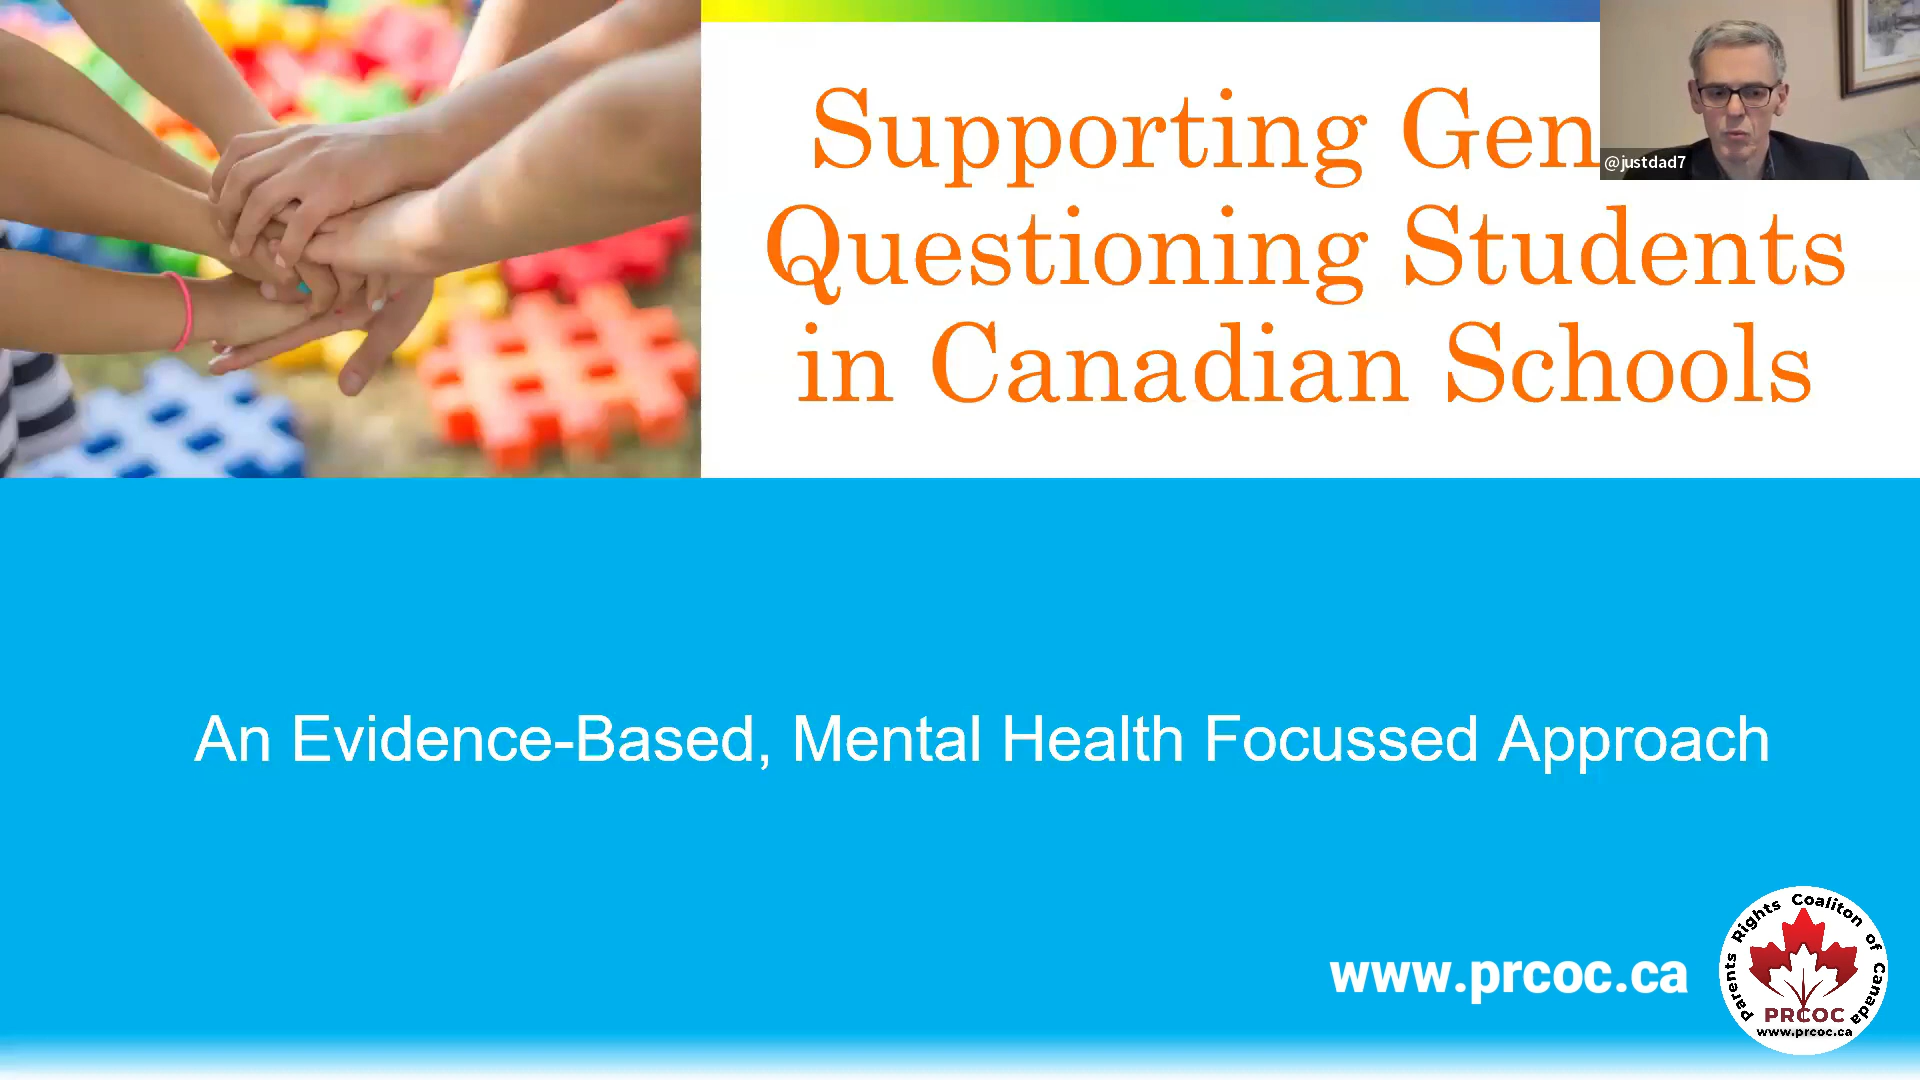 Supporting Gen
Questioning Students
in Canadian Schools
@justdad7
An Evidence-Based, Mental Health Focussed Approach
www.prcoc.ca
Parents Rights Coaliton of Canada
PRCOC
www.prcoc.ca